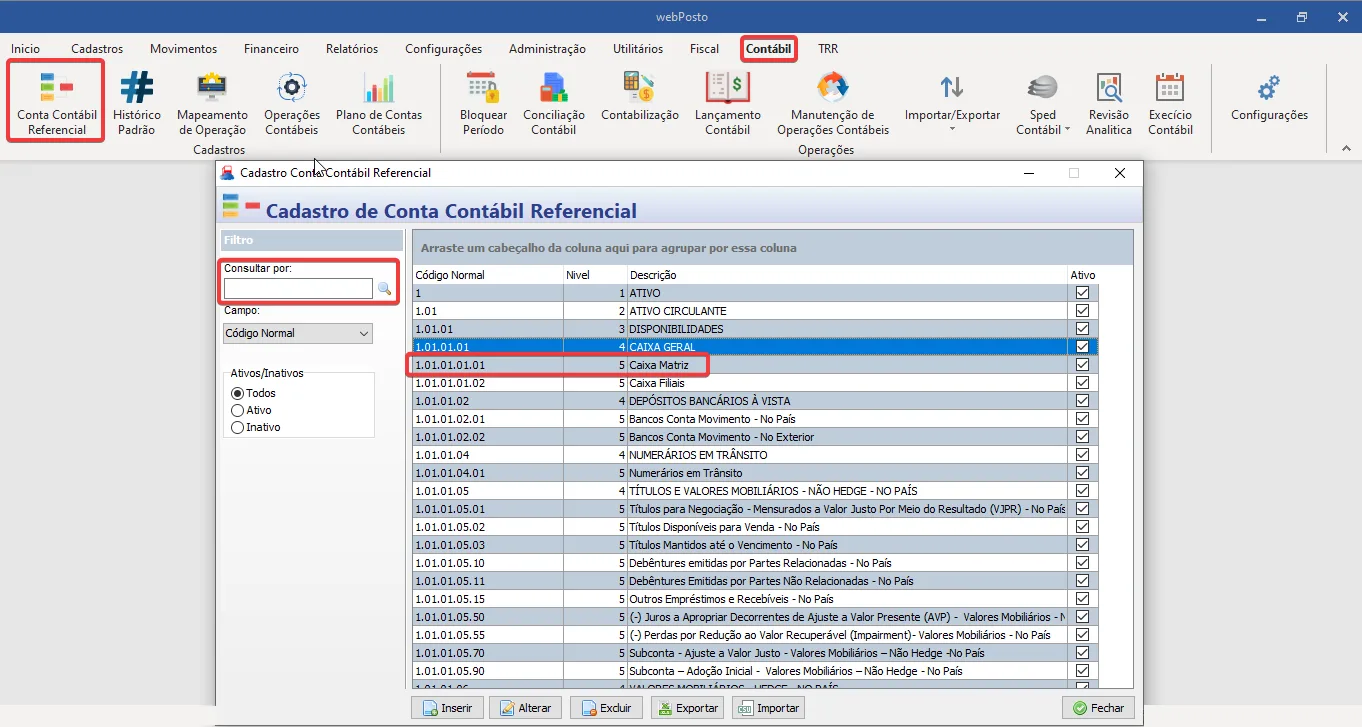 webPosto
Inicio Cadastros Movimentos Financeiro Relatórios Configurações Administração Utilitários Fiscal Contábil TRR
Conta Contábil Referencial
Histórico Padrão
Mapeamento de Operação
Operações Contábeis
Plano de Contas Contábeis
Bloquear Período
Conciliação Contábil
Contabilização
Lançamento Contábil
Manutenção de Operações Contábeis
Importar/Exportar
Sped Contábil
Revisão Analitica
Execício Contábil
Configurações
Cadastros
Operações
Cadastro Conta Contábil Referencial
Cadastro de Conta Contábil Referencial
Filtro
Consultar por:
Campo:
Código Normal
Ativos/Inativos
Todos
Ativo
Inativo
Arraste um cabeçalho da coluna aqui para agrupar por essa coluna
Código Normal Nivel Descrição Ativo
1 1 ATIVO
1.01 2 ATIVO CIRCULANTE
1.01.01 3 DISPONIBILIDADES
1.01.01.01 4 CAIXA GERAL
1.01.01.01.01 5 Caixa Matriz
1.01.01.01.02 5 Caixa Filiais
1.01.01.02 4 DEPÓSITOS BANCÁRIOS À VISTA
1.01.01.02.01 5 Bancos Conta Movimento - No País
1.01.01.02.02 5 Bancos Conta Movimento - No Exterior
1.01.01.04 4 NUMERÁRIOS EM TRÂNSITO
1.01.01.04.01 5 Numerários em Trânsito
1.01.01.05 4 TÍTULOS E VALORES MOBILIÁRIOS - NÃO HEDGE - NO PAÍS
1.01.01.05.01 5 Títulos para Negociação - Mensurados a Valor Justo Por Meio do Resultado (VJPR) - No País
1.01.01.05.02 5 Títulos Disponíveis para Venda - No País
1.01.01.05.03 5 Títulos Mantidos até o Vencimento - No País
1.01.01.05.10 5 Debêntures emitidas por Partes Relacionadas - No País
1.01.01.05.11 5 Debêntures Emitidas por Partes Não Relacionadas - No País
1.01.01.05.15 5 Outros Empréstimos e Recebíveis - No País
1.01.01.05.50 5 (-) Juros a Apropriar Decorrentes de Ajuste a Valor Presente (AVP) - Valores Mobiliários -
1.01.01.05.55 5 (-) Perdas por Redução ao Valor Recuperável (Impairment)- Valores Mobiliários - No País
1.01.01.05.70 5 Subconta - Ajuste a Valor Justo - Valores Mobiliários – Não Hedge -No País
1.01.01.05.90 5 Subconta – Adoção Inicial - Valores Mobiliários – Não Hedge - No País
1.01.01.06 4 VALORES MOBILIÁRIOS - HEDGE - NO PAÍS
Inserir Alterar Excluir Exportar Importar Fechar